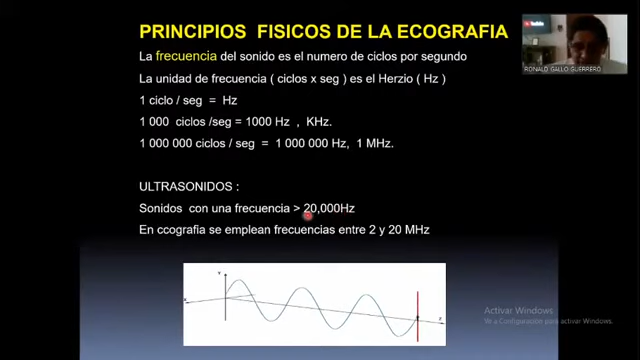 PRINCIPIOS FISICOS DE LA ECOGRAFIA
La frecuencia del sonido es el numero de ciclos por segundo
La unidad de frecuencia ( ciclos x seg ) es el Herzio ( Hz )
1 ciclo / seg = Hz
1 000 ciclos /seg = 1000 Hz , KHz.
1 000 000 ciclos / seg = 1 000 000 Hz, 1 MHz.
ULTRASONIDOS :
Sonidos con una frecuencia > 20,000Hz
En ecografia se emplean frecuencias entre 2 y 20 MHz
Y
X
Z
RONALD GALLO GUERRERO
Activar Windows
Ve a Configuración para activar Windows.